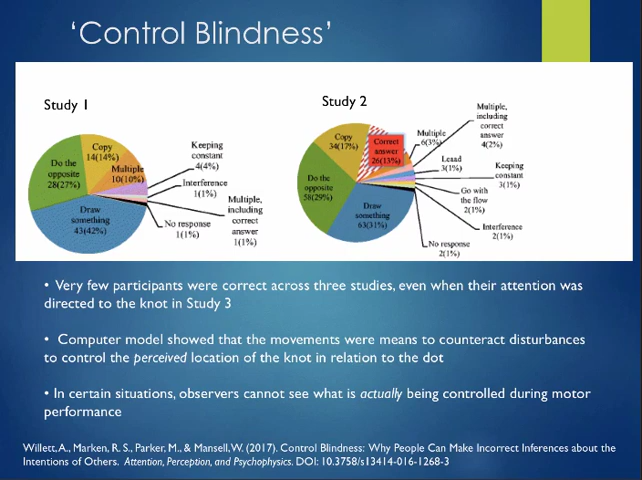 ‘Control Blindness’
Study 1
Copy
14(14%)
Do the
opposite
28(27%)
Multiple
10(10%)
Keeping
constant
4(4%)
Interference
1(1%)
Multiple,
including
correct
answer
1(1%)
No response
1(1%)
Draw
something
43(42%)
Study 2
Copy
34(17%)
Correct
answer
26(13%)
Multiple
6(3%)
Multiple,
including
correct
answer
4(2%)
Lead
3(1%)
Keeping
constant
3(1%)
Go with
the flow
2(1%)
Interference
2(1%)
No response
2(1%)
Do the
opposite
58(29%)
Draw
something
63(31%)
• Very few participants were correct across three studies, even when their attention was
directed to the knot in Study 3
• Computer model showed that the movements were means to counteract disturbances
to control the perceived location of the knot in relation to the dot
• In certain situations, observers cannot see what is actually being controlled during motor
performance
Willett, A., Marken, R. S., Parker, M., & Mansell, W. (2017). Control Blindness: Why People Can Make Incorrect Inferences about the
Intentions of Others. Attention, Perception, and Psychophysics. DOI: 10.3758/s13414-016-1268-3